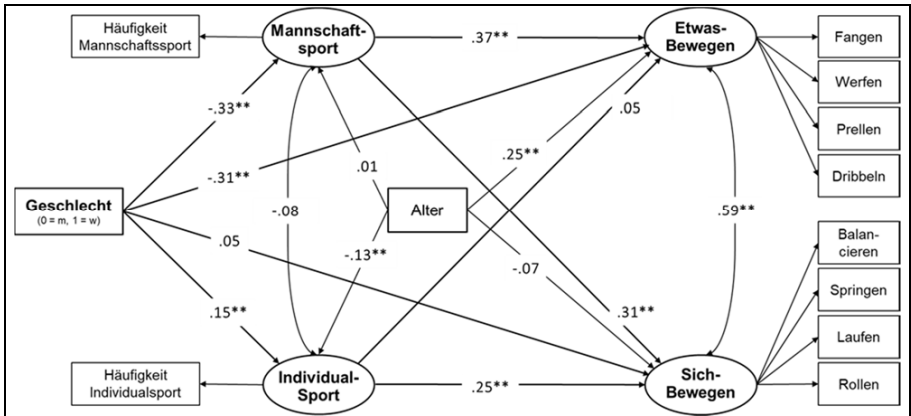 Häufigkeit
Mannschaftssport
Mannschaft-
sport
.37**
Etwas-
Bewegen
Fangen
Werfen
Prellen
Dribbeln
-.33**
.05
-.31**
.01
.25**
Geschlecht
(0 = m, 1 = w)
-.08
Alter
.59**
.05
-.13**
-.07
.15**
.31**
Balan-
cieren
Springen
Laufen
Rollen
Häufigkeit
Individualsport
Individual-
Sport
.25**
Sich-
Bewegen